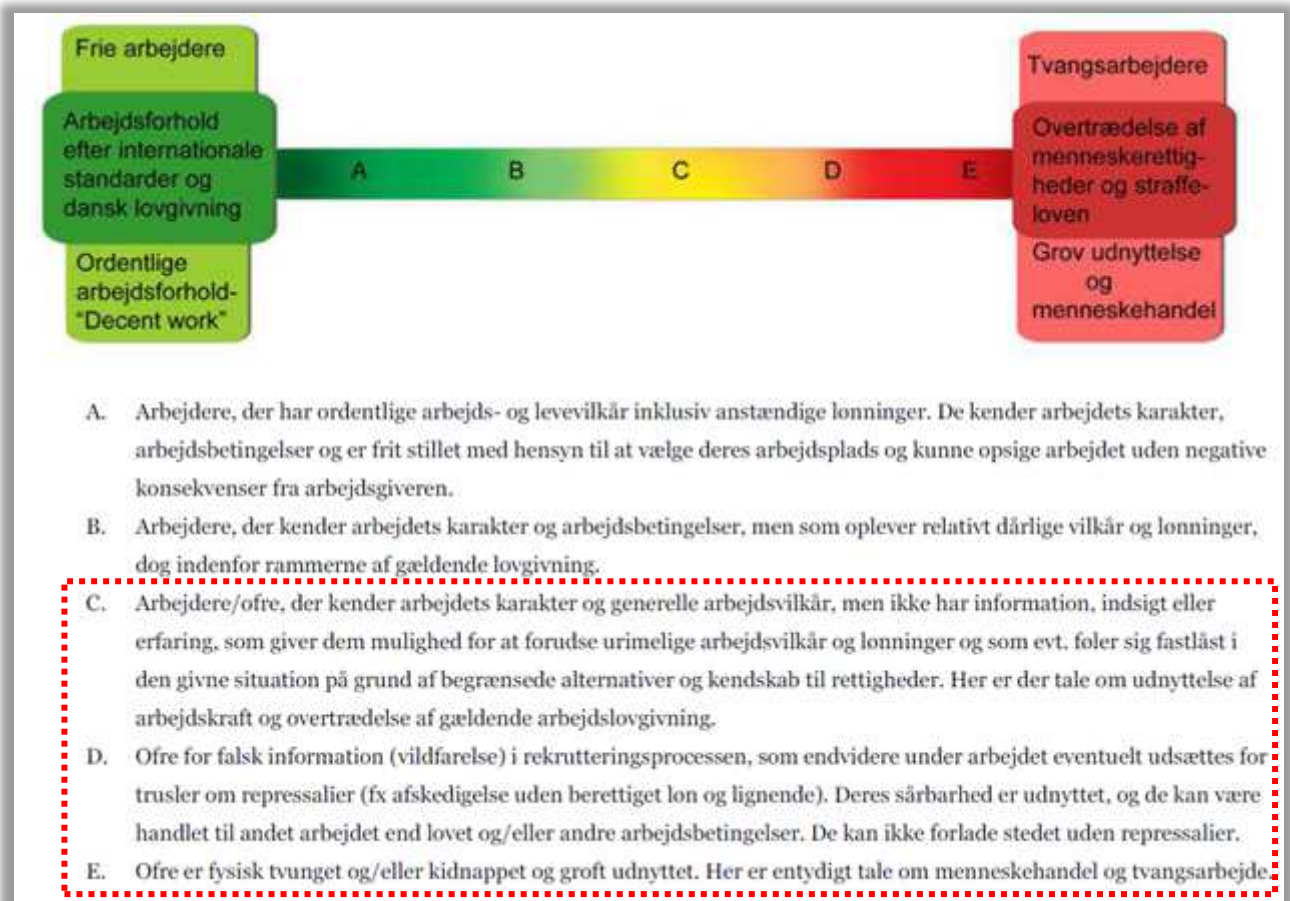 Frie arbejdere
Arbejdsforhold
efter internationale
standarder og
dansk lovgivning
Ordentlige
arbejdsforhold-
"Decent work"
A B C D E
Tvangsarbejdere
Overtrædelse af
menneskerettig-
heder og straffe-
loven
Grov udnyttelse
og
menneskehandel
A. Arbejdere, der har ordentlige arbejds- og levevilkår inklusiv anstændige lønninger. De kender arbejdets karakter,
arbejdsbetingelser og er frit stillet med hensyn til at vælge deres arbejdsplads og kunne opsige arbejdet uden negative
konsekvenser fra arbejdsgiveren.
B. Arbejdere, der kender arbejdets karakter og arbejdsbetingelser, men som oplever relativt dårlige vilkår og lønninger,
dog indenfor rammerne af gældende lovgivning.
C. Arbejdere/ofre, der kender arbejdets karakter og generelle arbejdsvilkår, men ikke har information, indsigt eller
erfaring, som giver dem mulighed for at forudse urimelige arbejdsvilkår og lønninger og som evt. føler sig fastlåst i
den givne situation på grund af begrænsede alternativer og kendskab til rettigheder. Her er der tale om udnyttelse af
arbejdskraft og overtrædelse af gældende arbejdslovgivning.
D. Ofre for falsk information (vildfarelse) i rekrutteringsprocessen, som endvidere under arbejdet eventuelt udsættes for
trusler om repressalier (fx afskedigelse uden berettiget løn og lignende). Deres sårbarhed er udnyttet, og de kan være
handlet til andet arbejdet end lovet og/eller andre arbejdsbetingelser. De kan ikke forlade stedet uden repressalier.
E. Ofre er fysisk tvunget og/eller kidnappet og groft udnyttet. Her er entydigt tale om menneskehandel og tvangsarbejde.